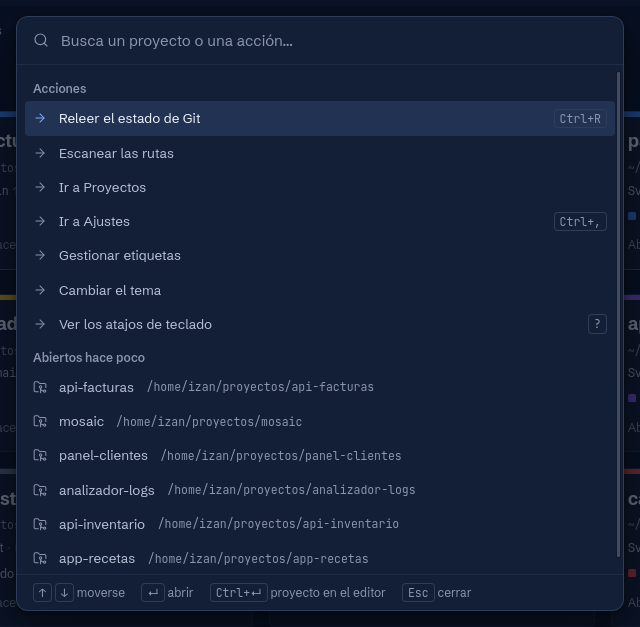 Busca un proyecto o una acción...
Acciones
Releer el estado de Git Ctrl+R
Escanear las rutas
Ir a Proyectos
Ir a Ajustes Ctrl+,
Gestionar etiquetas
Cambiar el tema
Ver los atajos de teclado ?
Abiertos hace poco
api-facturas /home/izan/proyectos/api-facturas
mosaic /home/izan/proyectos/mosaic
panel-clientes /home/izan/proyectos/panel-clientes
analizador-logs /home/izan/proyectos/analizador-logs
api-inventario /home/izan/proyectos/api-inventario
app-recetas /home/izan/proyectos/app-recetas
↑ ↓ moverse ↵ abrir Ctrl+↵ proyecto en el editor Esc cerrar